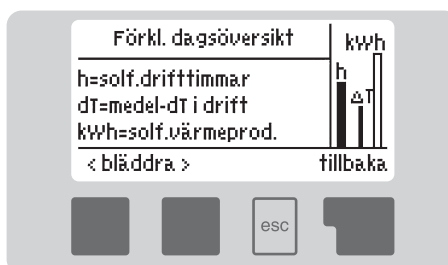 Förkl. dagsöversikt
kWh
h=solf.drifttimmar
dT=medel-dT i drift
kWh=solf.värmeprod.
h
ΔT
< bläddra >
tillbaka
esc